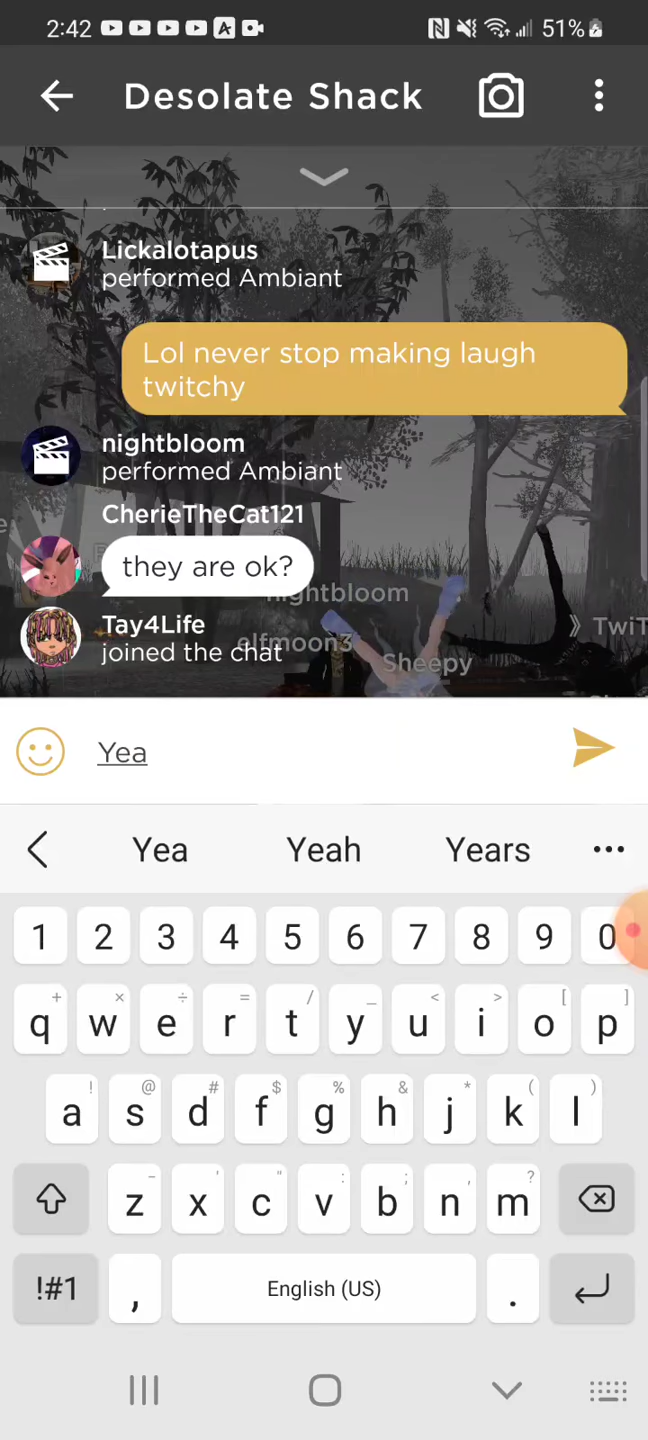 2:42
51%
Desolate Shack
Lickalotapus
performed Ambiant
Lol never stop making laugh
twitchy
nightbloom
performed Ambiant
CherieTheCat121
they are ok?
nightbloom
Tay4Life
joined the chat
elfmoon3
Sheepy
》 TwiT
Yea
Yea Yeah Years
1 2 3 4 5 6 7 8 9 0
+ × ÷ = / _ < > [ ]
q w e r t y u i o p
! @ # $ % & * ( )
a s d f g h j k l
- ' " : ; , ?
z x c v b n m
!#1 , English (US) .